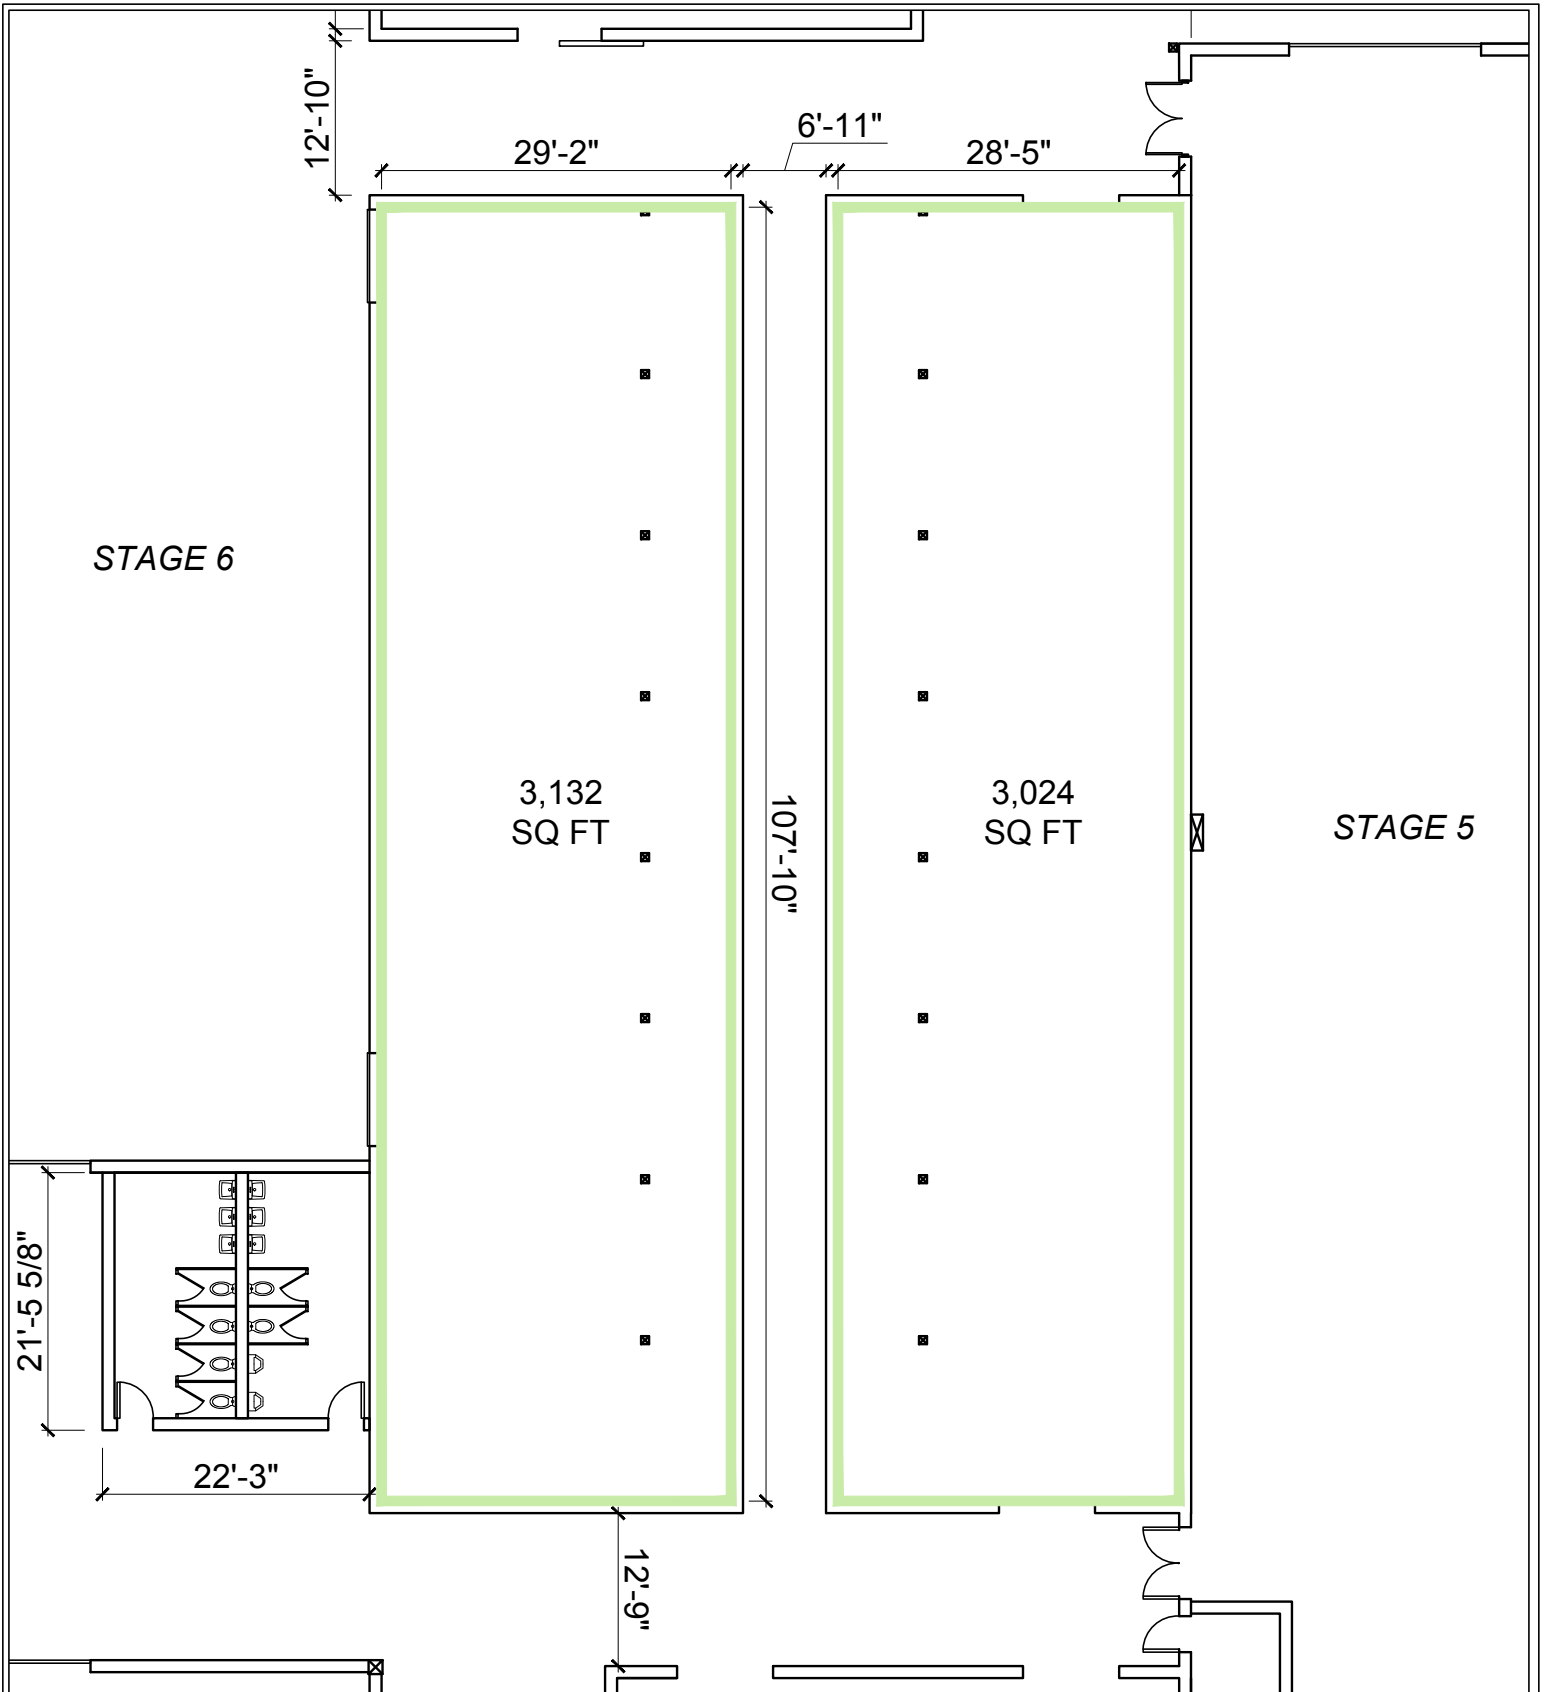 12'-10"
6'-11"
29'-2"
28'-5"
STAGE 6
3,132
SQ FT
107'-10"
3,024
SQ FT
STAGE 5
21'-5 5/8"
22'-3"
12'-9"